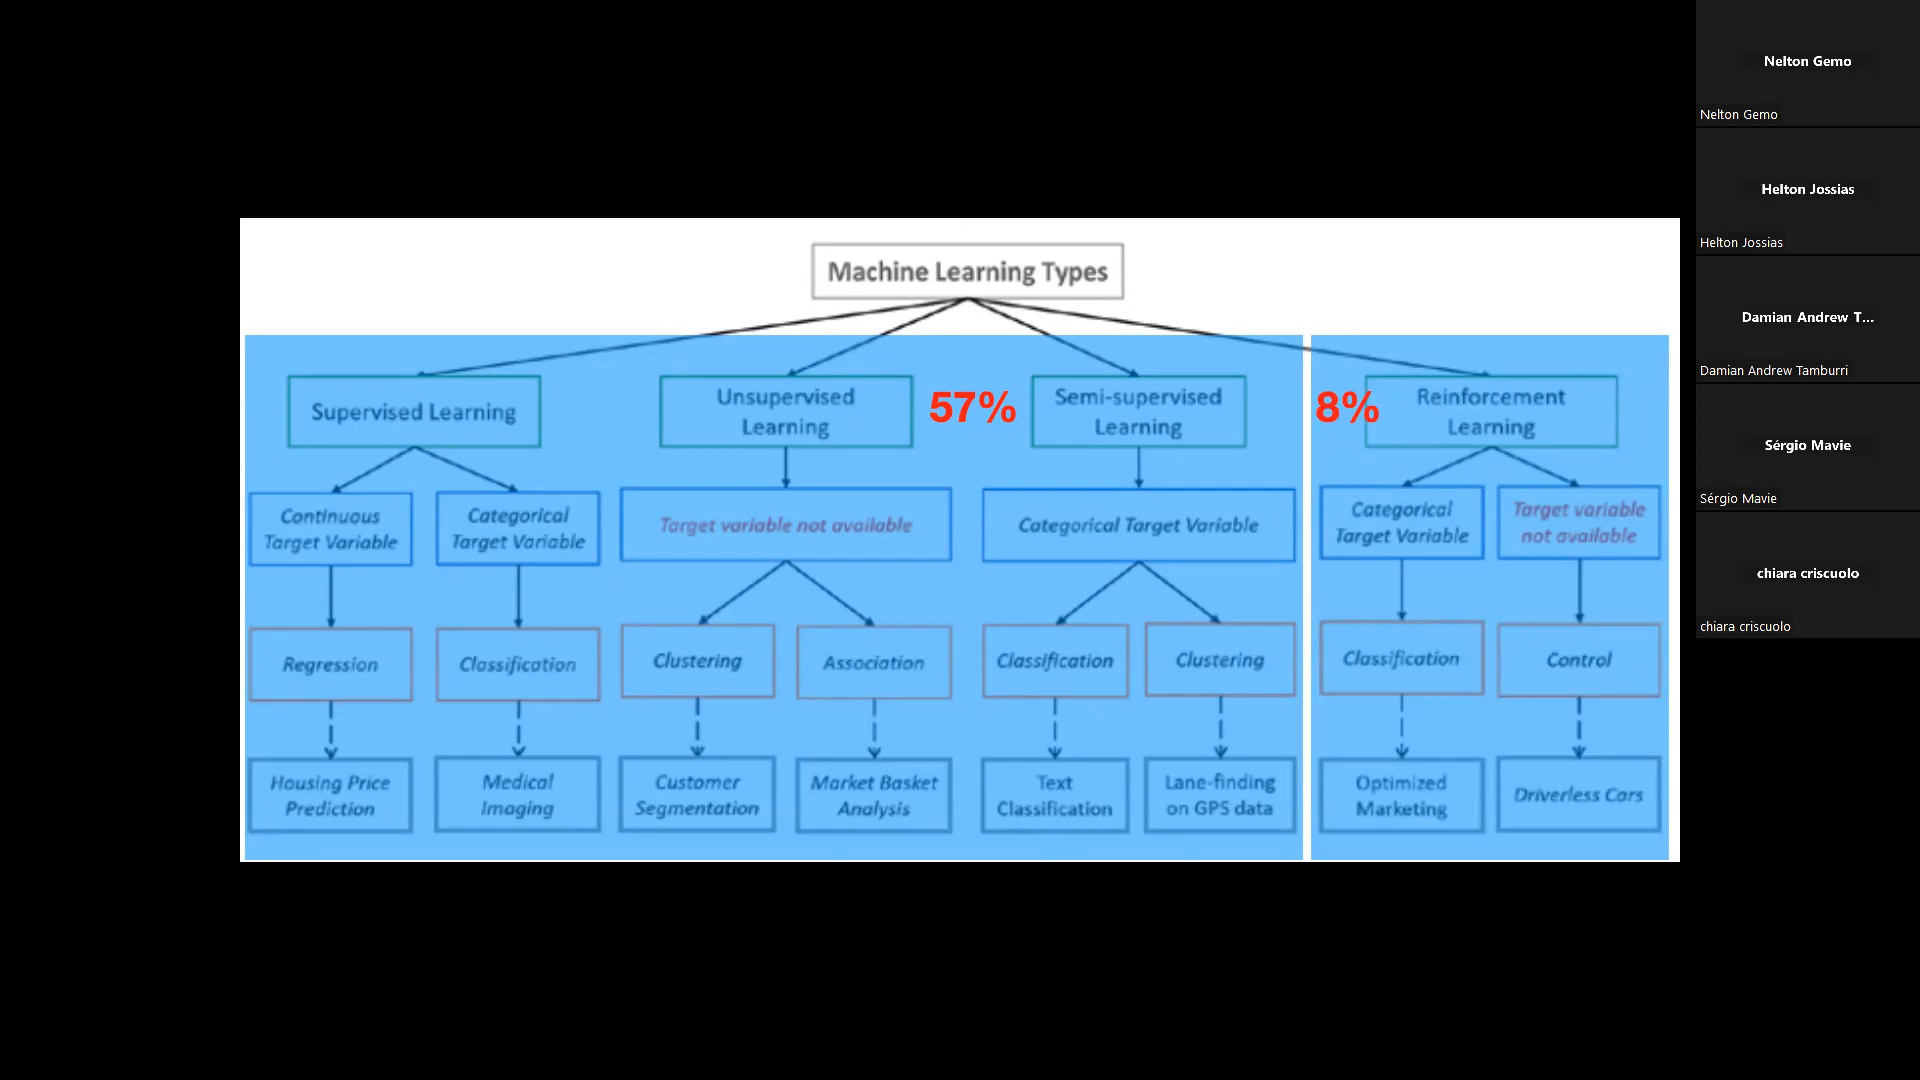 Machine Learning Types
Supervised Learning
Unsupervised
Learning
57%
Semi-supervised
Learning
8%
Reinforcement
Learning
Continuous
Target Variable
Categorical
Target Variable
Target variable not available
Categorical Target Variable
Categorical
Target Variable
Target variable
not available
Regression
Classification
Clustering
Association
Classification
Clustering
Classification
Control
Housing Price
Prediction
Medical
Imaging
Customer
Segmentation
Market Basket
Analysis
Text
Classification
Lane-finding
on GPS data
Optimized
Marketing
Driverless Cars
Nelton Gemo
Nelton Gemo
Helton Jossias
Helton Jossias
Damian Andrew T...
Damian Andrew Tamburri
Sérgio Mavie
Sérgio Mavie
chiara criscuolo
chiara criscuolo